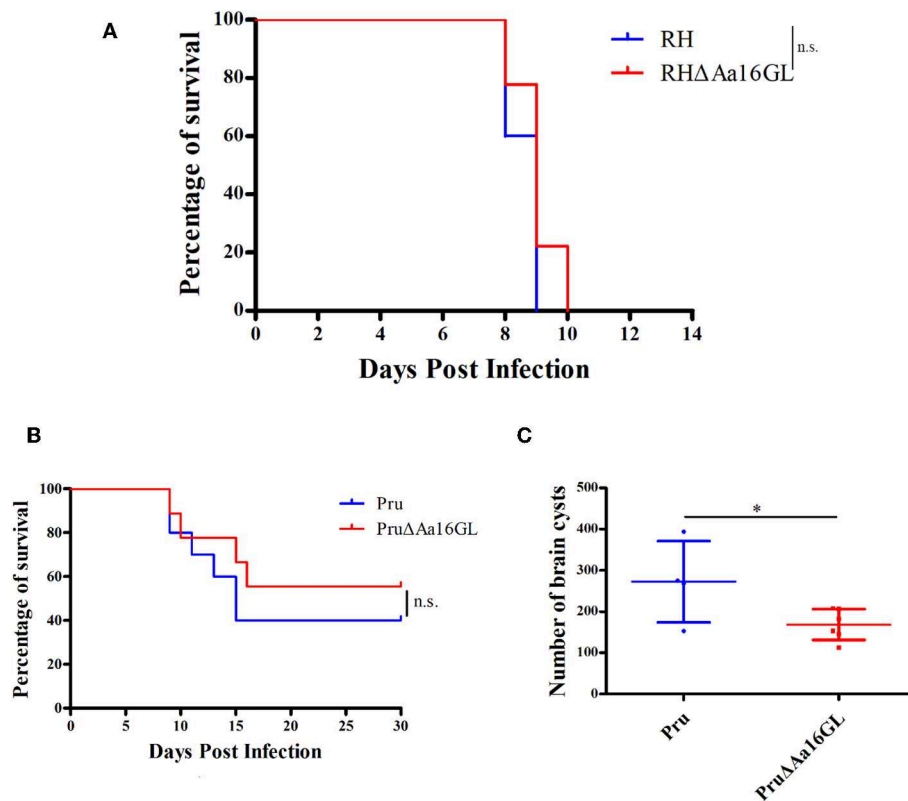 A
Percentage of survival
100
80
60
40
20
0
0 2 4 6 8 10 12 14
Days Post Infection
RH
RHΔAa16GL
n.s.
B
Percentage of survival
100
80
60
40
20
0
0 5 10 15 20 25 30
Days Post Infection
Pru
PruΔAa16GL
n.s.
C
Number of brain cysts
500
400
300
200
100
0
*
Pru
PruΔAa16GL